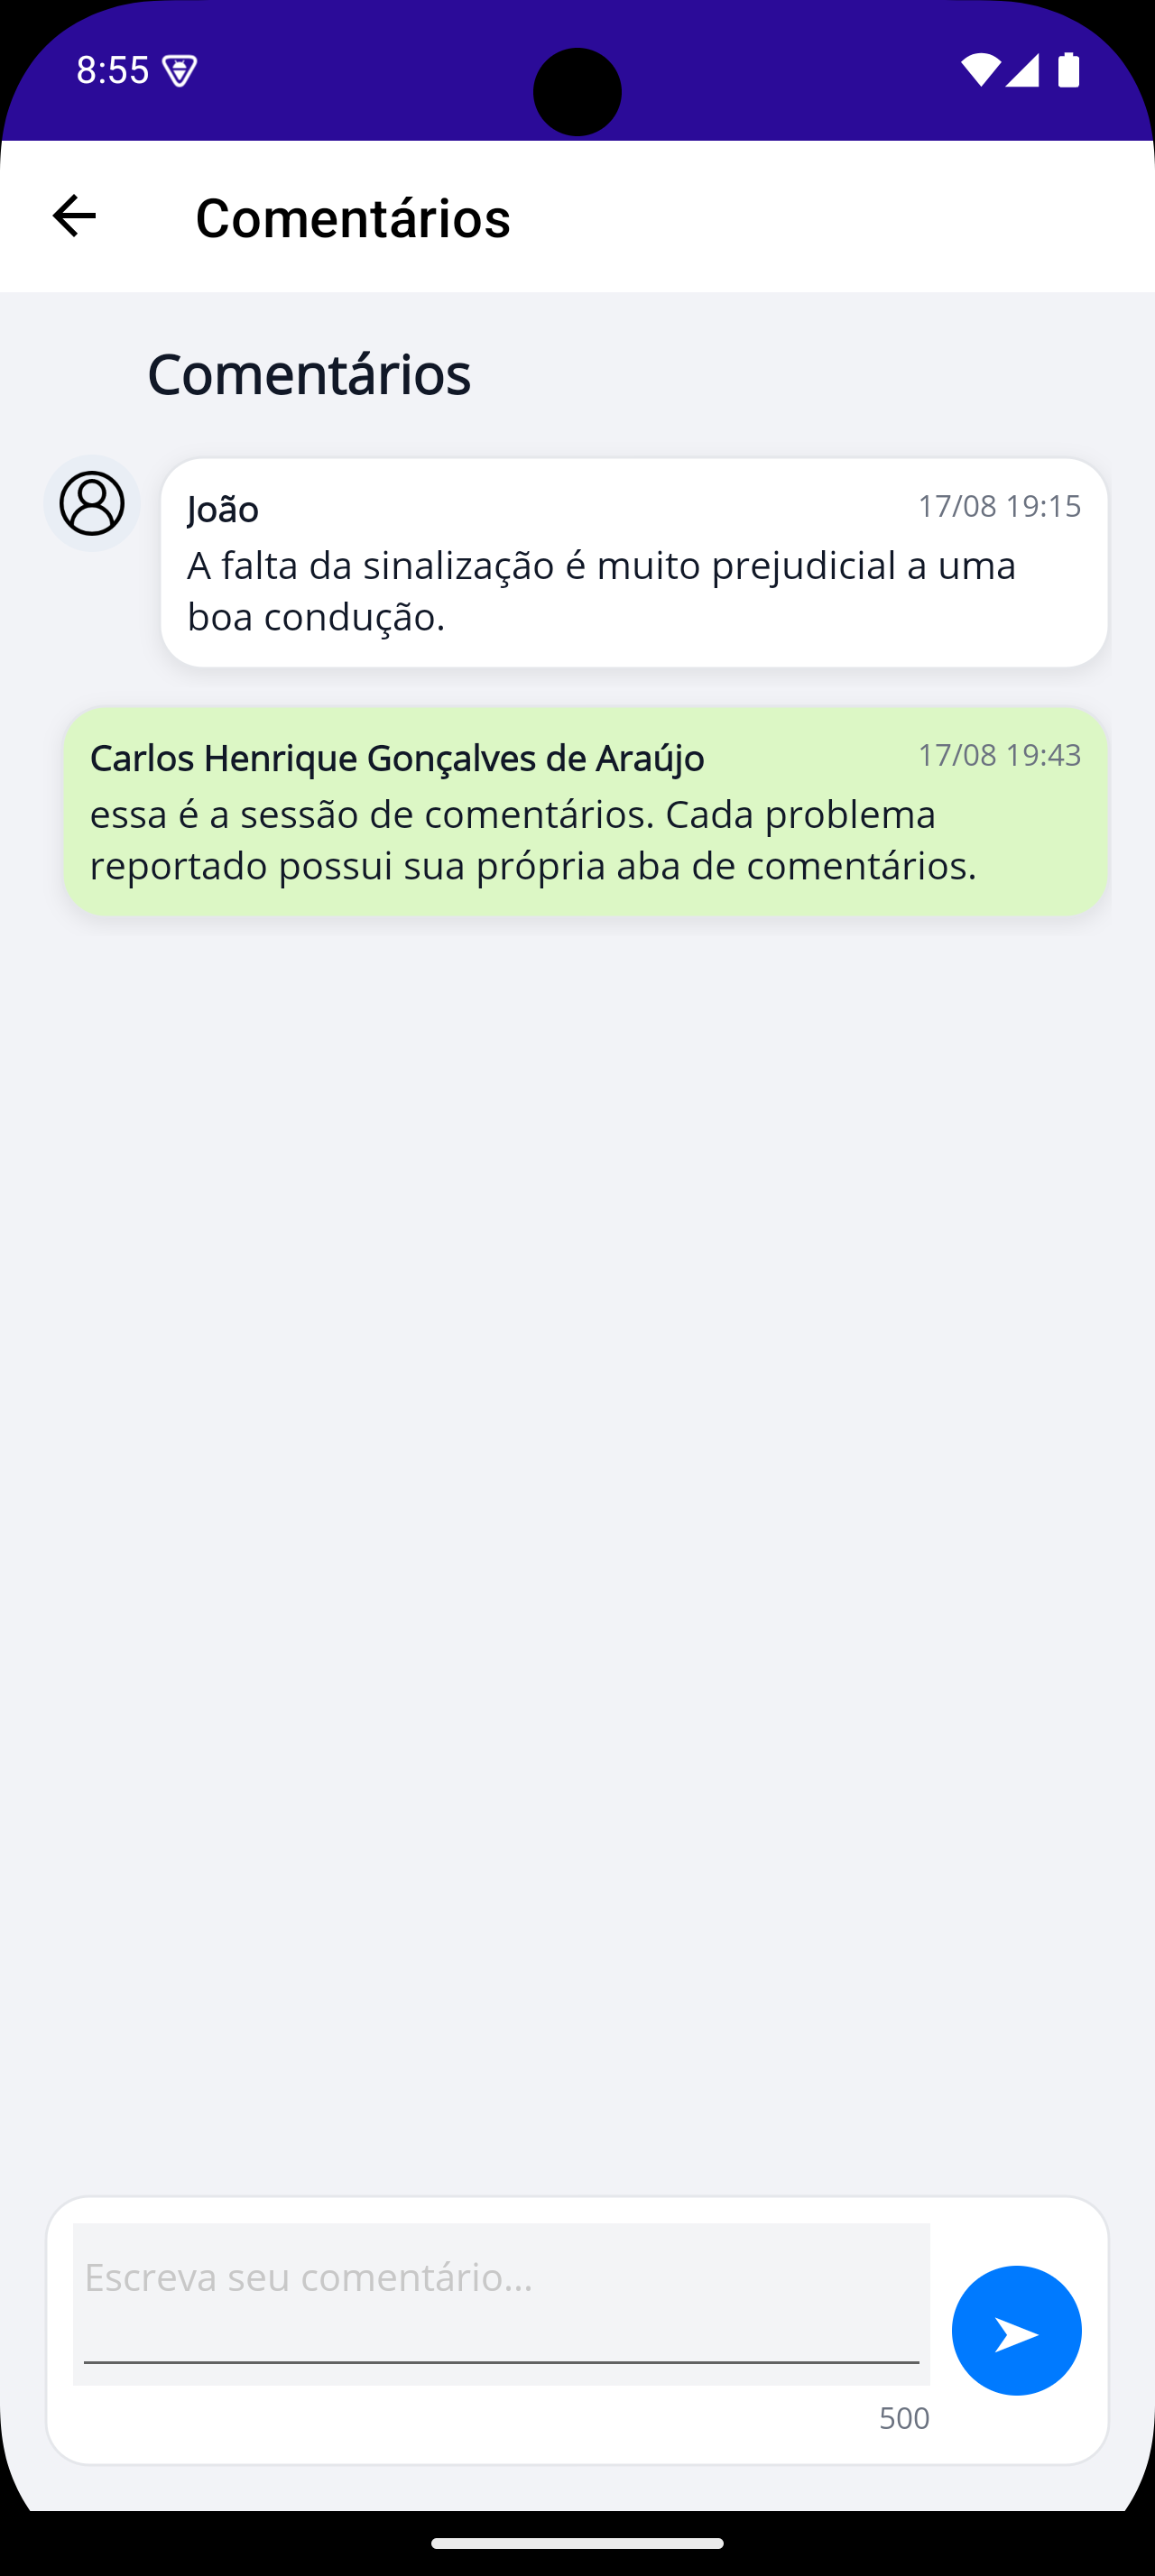 8:55
Comentários
Comentários
João 17/08 19:15
A falta da sinalização é muito prejudicial a uma
boa condução.
Carlos Henrique Gonçalves de Araújo 17/08 19:43
essa é a sessão de comentários. Cada problema
reportado possui sua própria aba de comentários.
Escreva seu comentário...
500